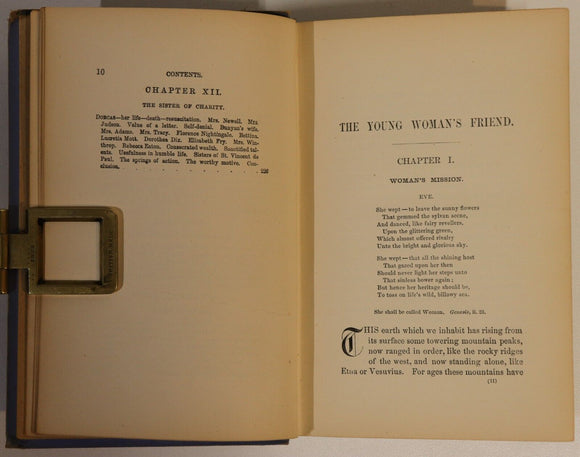 10 CONTENTS.
CHAPTER XII.
THE SISTER OF CHARITY.
DORCAS—her life—death—resuscitation. Mrs. Newell. Mrs.
Judson. Value of a letter. Self-denial. Bunyan's wife.
Mrs. Adams. Mrs. Tracy. Florence Nightingale. Bettina.
Lucretia Mott. Dorothea Dix. Elizabeth Fry. Mrs. Win-
throp. Rebecca Eaton. Consecrated wealth. Sanctified tal-
ents. Usefulness in humble life. Sisters of St. Vincent de
Paul. The springs of action. The worthy motive. Con-
clusion. . . . . . . . . . . 226
THE YOUNG WOMAN'S FRIEND.
CHAPTER I.
WOMAN'S MISSION.
EVE.
She wept—to leave the sunny flowers
That gemmed the sylvan scene,
And danced, like fairy revellers,
Upon the glittering green,
Which almost offered rivalry
Unto the bright and glorious sky.
She wept—that all the shining host
That gazed upon her then
Should never light her steps unto
That sinless bower again;
But hence her heritage should be,
To toss on life's wild, billowy sea.
She shall be called Woman. Genesis, ii. 23.
THIS earth which we inhabit has rising from
its surface some towering mountain peaks,
now ranged in order, like the rocky ridges
of the west, and now standing alone, like
Etna or Vesuvius. For ages these mountains have
(11)